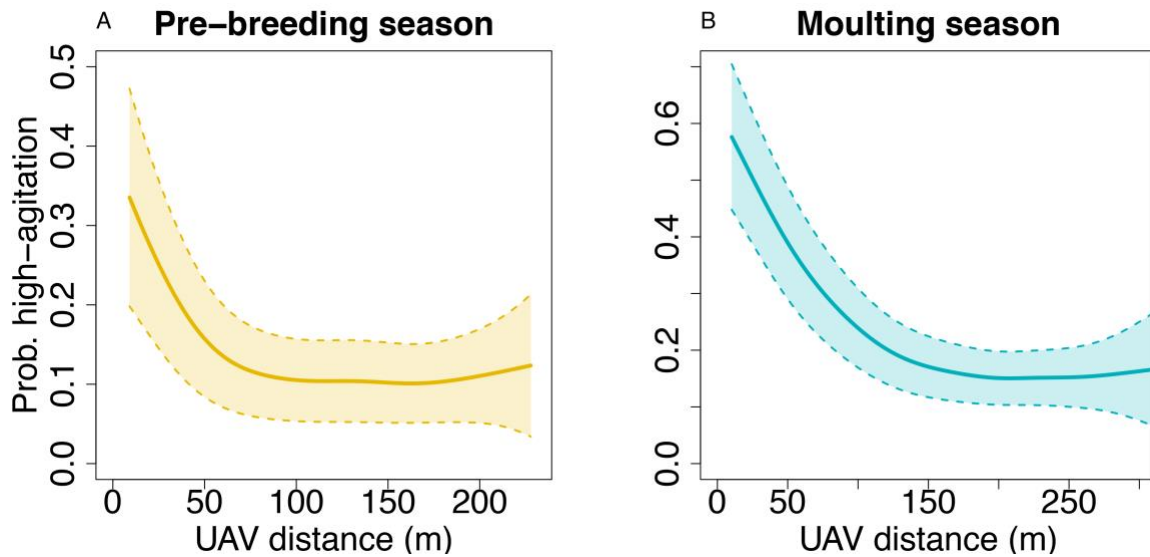 A Pre–breeding season
Prob. high–agitation
0.5
0.4
0.3
0.2
0.1
0.0
0 50 100 150 200
UAV distance (m)
B Moulting season
0.6
0.4
0.2
0.0
0 50 150 250
UAV distance (m)